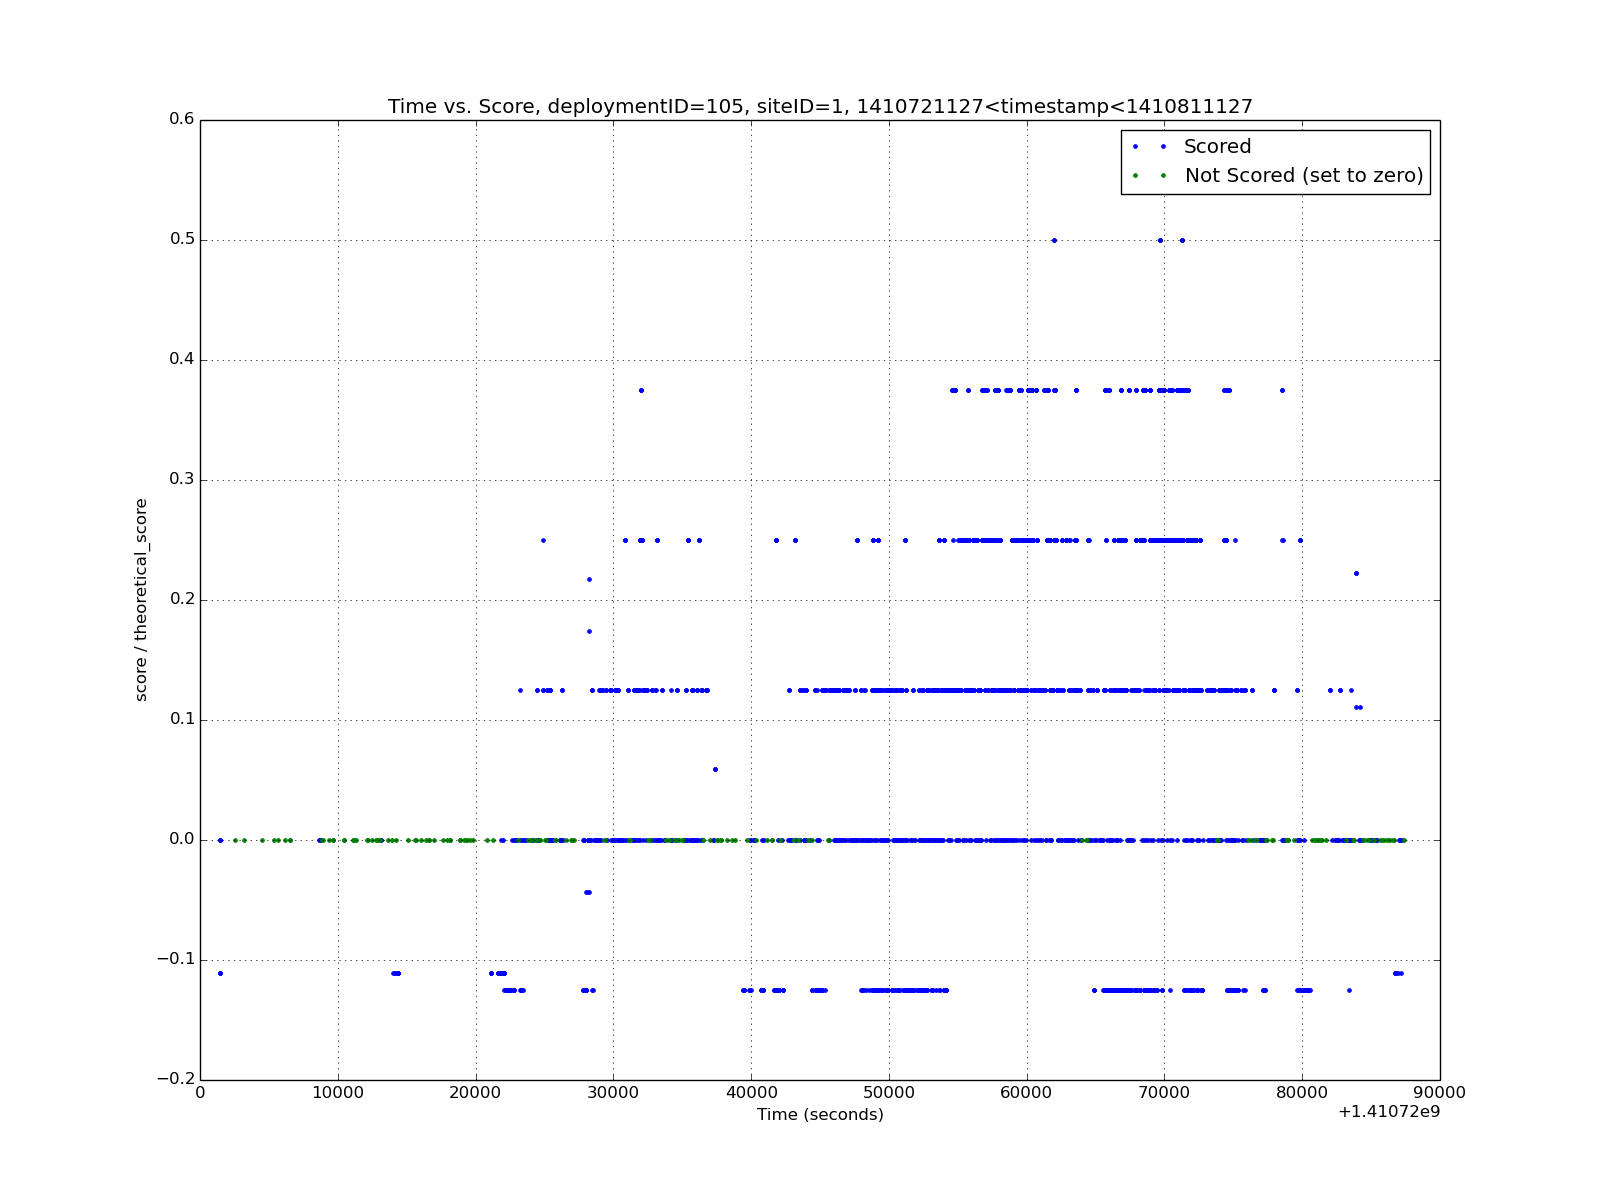 Time vs. Score, deploymentID=105, siteID=1, 1410721127<timestamp<1410811127
Scored
Not Scored (set to zero)
0.6
0.5
0.4
0.3
0.2
0.1
0.0
−0.1
−0.2
score / theoretical_score
0 10000 20000 30000 40000 50000 60000 70000 80000 90000
Time (seconds)
+1.41072e9